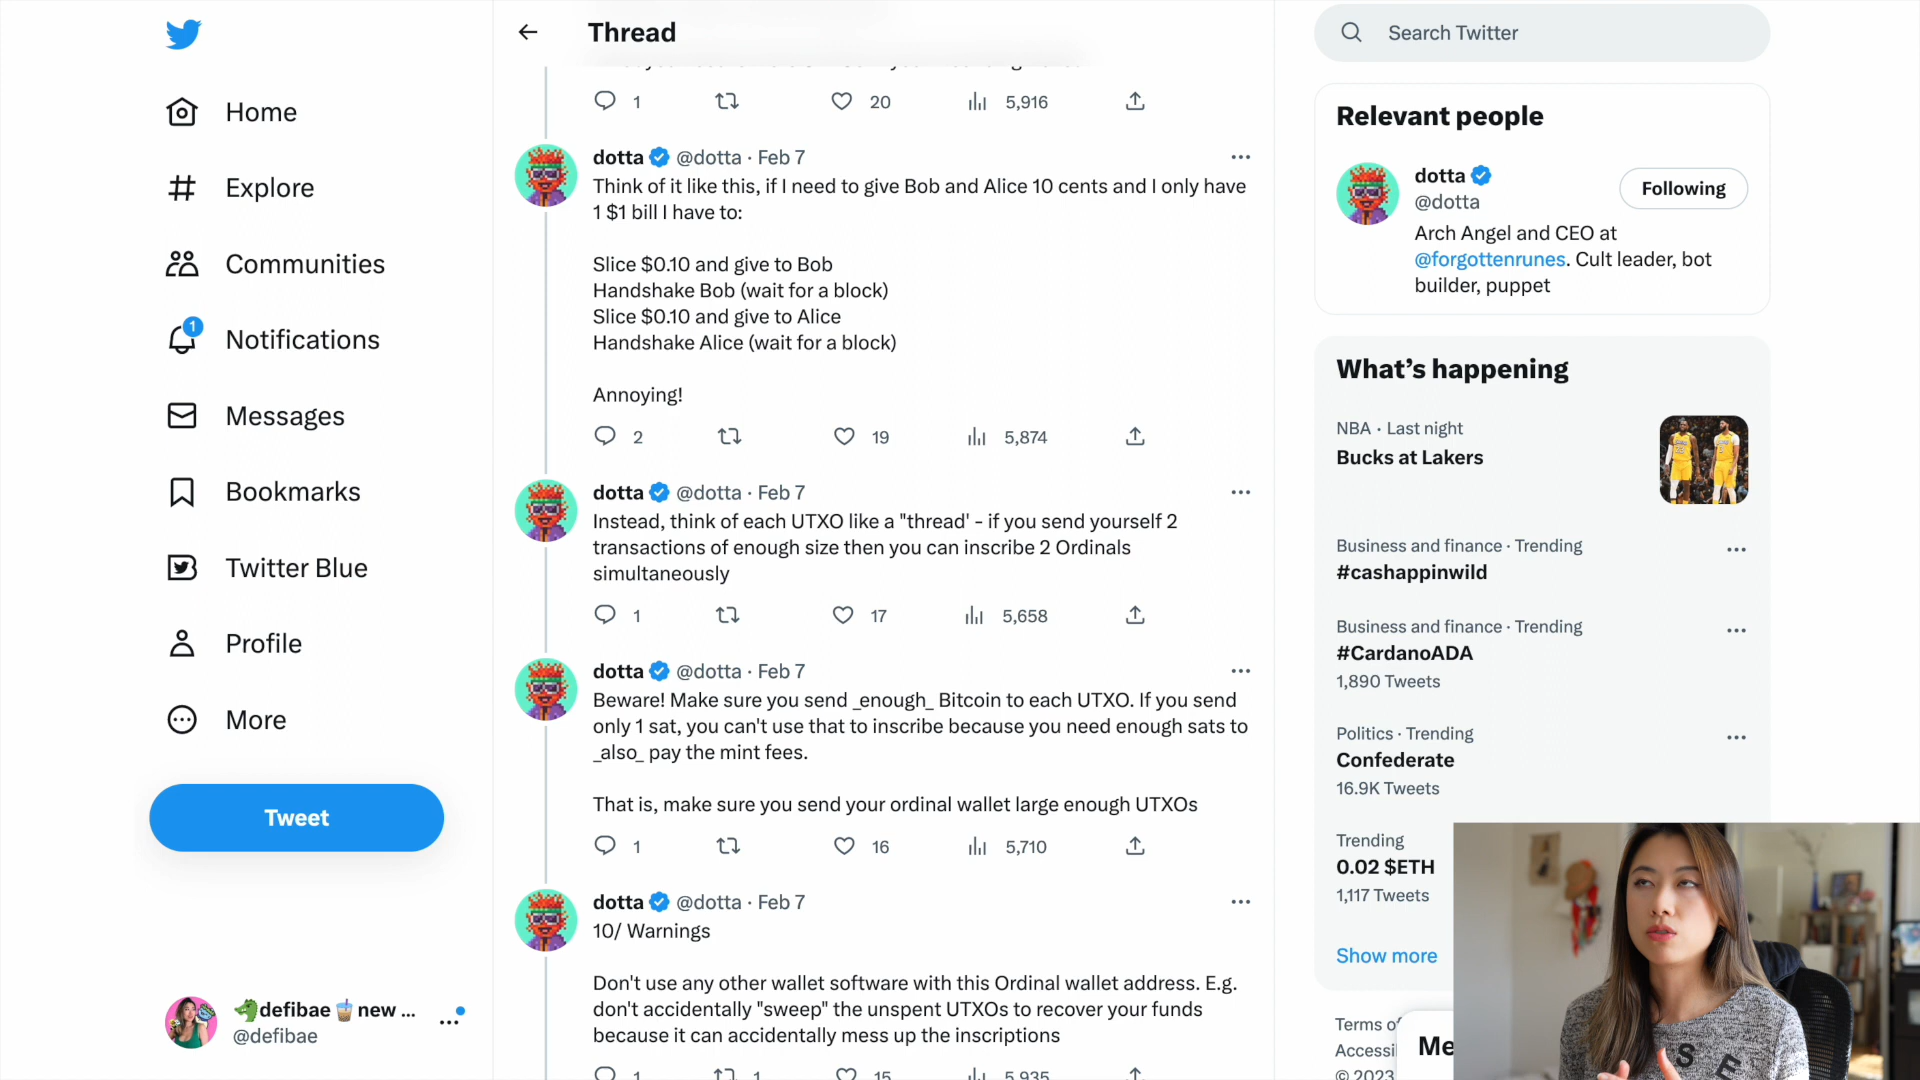 Home
Explore
Communities
1
Notifications
Messages
Bookmarks
Twitter Blue
Profile
More
Tweet
defibae new ...
@defibae
Thread
1 20 5,916
dotta @dotta · Feb 7
Think of it like this, if I need to give Bob and Alice 10 cents and I only have
1 $1 bill I have to:
Slice $0.10 and give to Bob
Handshake Bob (wait for a block)
Slice $0.10 and give to Alice
Handshake Alice (wait for a block)
Annoying!
2 19 5,874
dotta @dotta · Feb 7
Instead, think of each UTXO like a "thread' - if you send yourself 2
transactions of enough size then you can inscribe 2 Ordinals
simultaneously
1 17 5,658
dotta @dotta · Feb 7
Beware! Make sure you send _enough_ Bitcoin to each UTXO. If you send
only 1 sat, you can't use that to inscribe because you need enough sats to
_also_ pay the mint fees.
That is, make sure you send your ordinal wallet large enough UTXOs
1 16 5,710
dotta @dotta · Feb 7
10/ Warnings
Don't use any other wallet software with this Ordinal wallet address. E.g.
don't accidentally "sweep" the unspent UTXOs to recover your funds
because it can accidentally mess up the inscriptions
1 1 15 5,935
Search Twitter
Relevant people
dotta
@dotta
Following
Arch Angel and CEO at
@forgottenrunes. Cult leader, bot
builder, puppet
What's happening
NBA · Last night
Bucks at Lakers
Business and finance · Trending
#cashappinwild
Business and finance · Trending
#CardanoADA
1,890 Tweets
Politics · Trending
Confederate
16.9K Tweets
Trending
0.02 $ETH
1,117 Tweets
Show more
Terms of
Accessi
© 2023
Me
S E